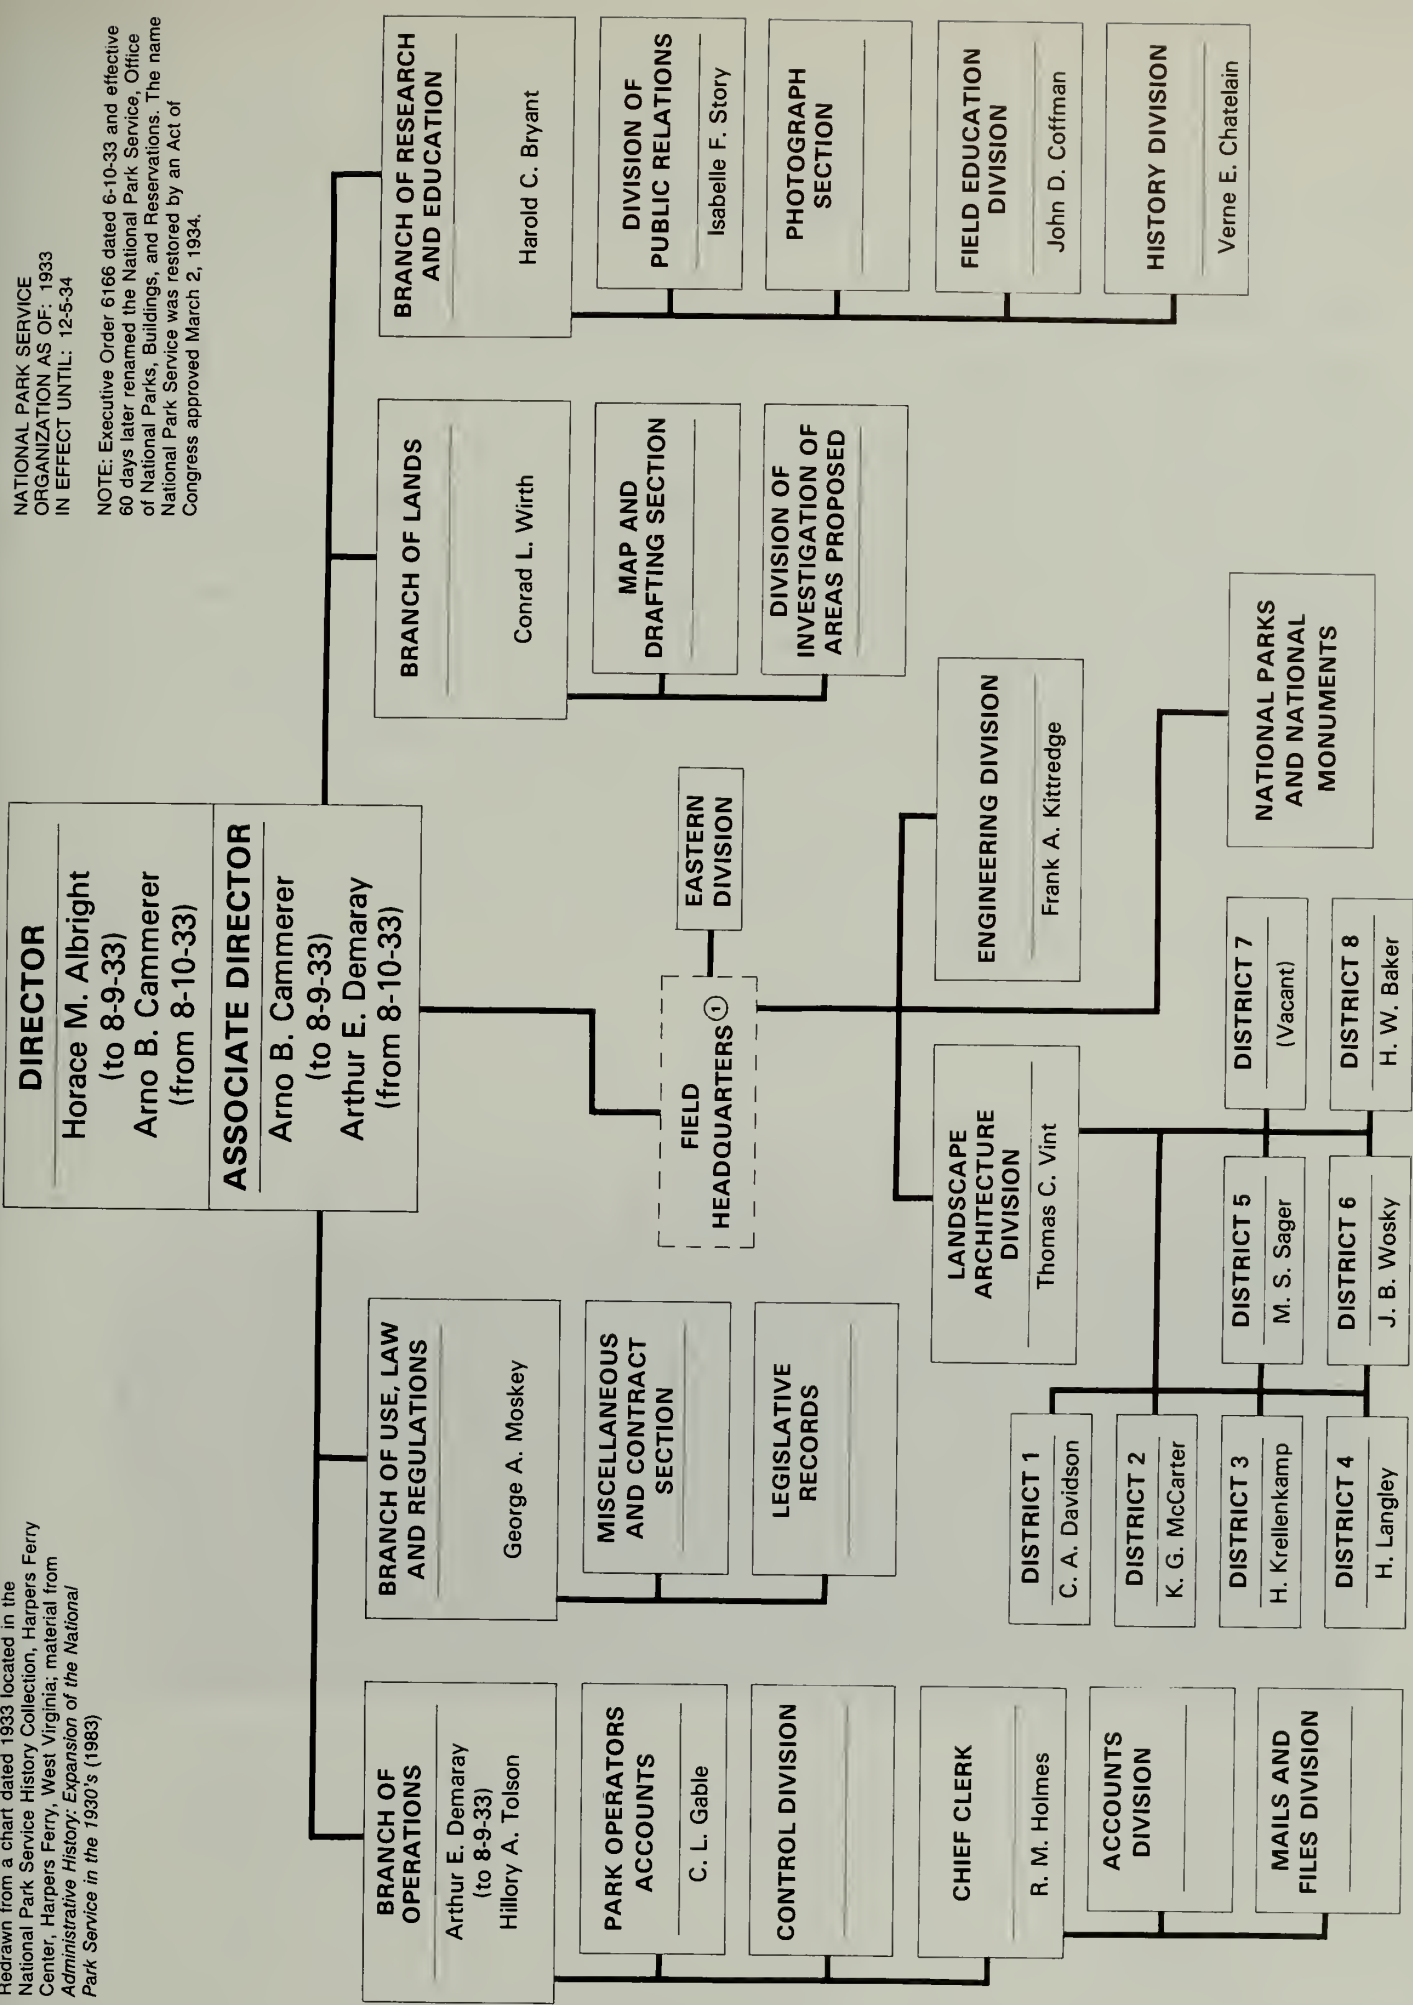 Redrawn from a chart dated 1933 located in the
National Park Service History Collection, Harpers Ferry
Center, Harpers Ferry, West Virginia; material from
Administrative History: Expansion of the National
Park Service in the 1930's (1983)
NATIONAL PARK SERVICE
ORGANIZATION AS OF: 1933
IN EFFECT UNTIL: 12-5-34
NOTE: Executive Order 6166 dated 6-10-33 and effective
60 days later renamed the National Park Service, Office
of National Parks, Buildings, and Reservations. The name
National Park Service was restored by an Act of
Congress approved March 2, 1934.
DIRECTOR
Horace M. Albright
(to 8-9-33)
Arno B. Cammerer
(from 8-10-33)
ASSOCIATE DIRECTOR
Arno B. Cammerer
(to 8-9-33)
Arthur E. Demaray
(from 8-10-33)
BRANCH OF
OPERATIONS
Arthur E. Demaray
(to 8-9-33)
Hillory A. Tolson
PARK OPERATORS
ACCOUNTS
C. L. Gable
CONTROL DIVISION
CHIEF CLERK
R. M. Holmes
ACCOUNTS
DIVISION
MAILS AND
FILES DIVISION
BRANCH OF USE, LAW
AND REGULATIONS
George A. Moskey
MISCELLANEOUS
AND CONTRACT
SECTION
LEGISLATIVE
RECORDS
FIELD
HEADQUARTERS ①
EASTERN
DIVISION
LANDSCAPE
ARCHITECTURE
DIVISION
Thomas C. Vint
DISTRICT 1
C. A. Davidson
DISTRICT 2
K. G. McCarter
DISTRICT 3
H. Krellenkamp
DISTRICT 4
H. Langley
DISTRICT 5
M. S. Sager
DISTRICT 6
J. B. Wosky
DISTRICT 7
(Vacant)
DISTRICT 8
H. W. Baker
ENGINEERING DIVISION
Frank A. Kittredge
NATIONAL PARKS
AND NATIONAL
MONUMENTS
BRANCH OF LANDS
Conrad L. Wirth
MAP AND
DRAFTING SECTION
DIVISION OF
INVESTIGATION OF
AREAS PROPOSED
BRANCH OF RESEARCH
AND EDUCATION
Harold C. Bryant
DIVISION OF
PUBLIC RELATIONS
Isabelle F. Story
PHOTOGRAPH
SECTION
FIELD EDUCATION
DIVISION
John D. Coffman
HISTORY DIVISION
Verne E. Chatelain